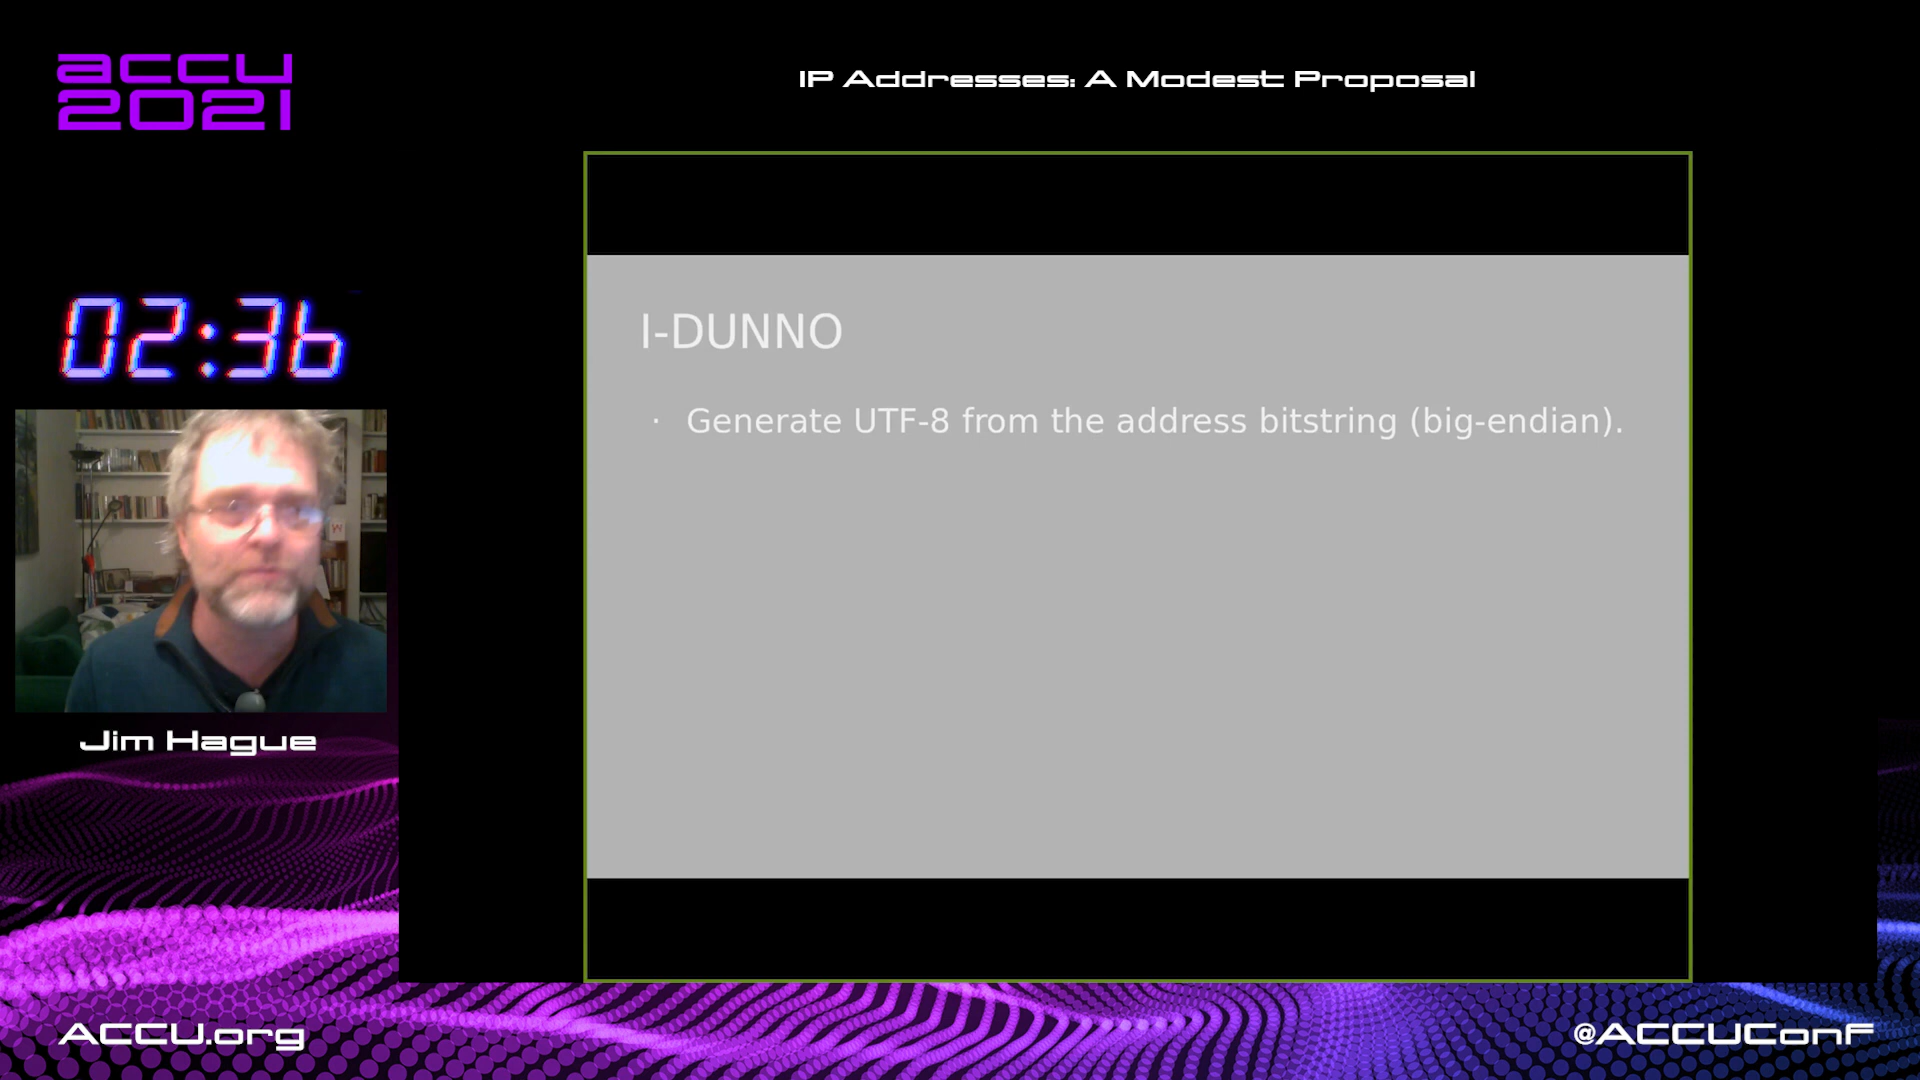 accu
2021
IP Addresses: A Modest Proposal
02:36
I-DUNNO
· Generate UTF-8 from the address bitstring (big-endian).
Jim Hague
ACCU.org
@ACCUConf